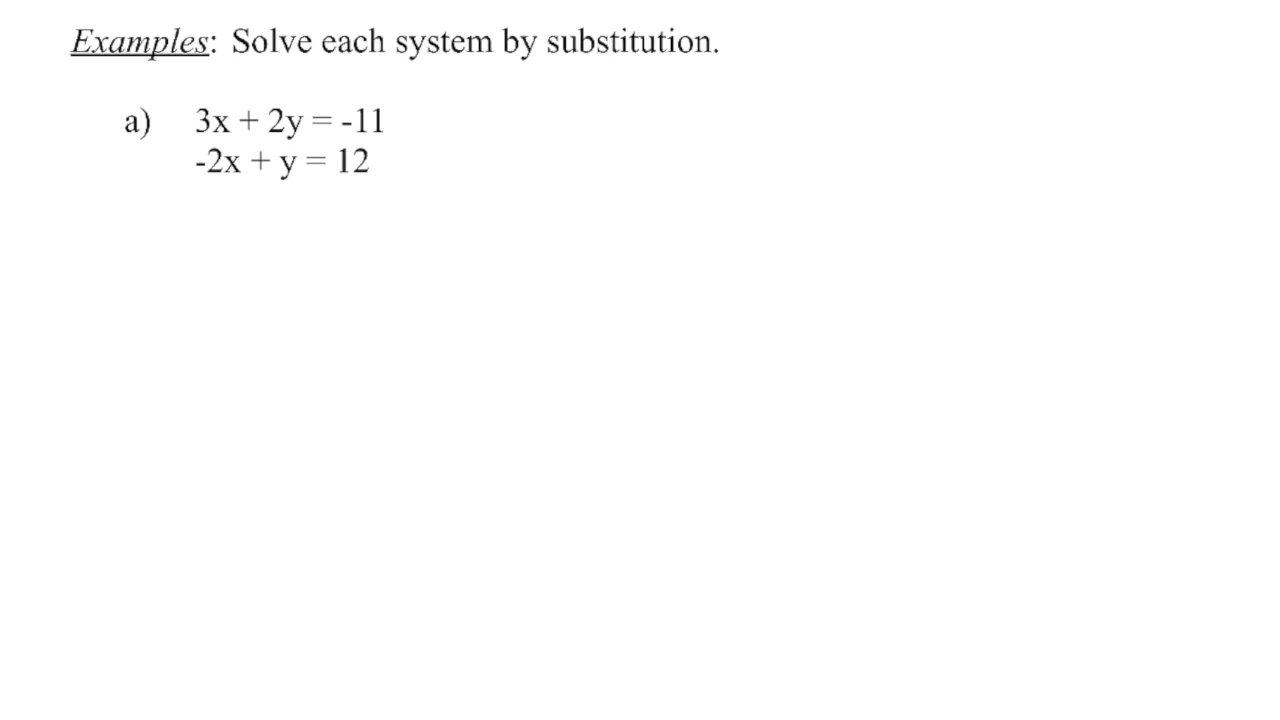 Examples: Solve each system by substitution.
a) 3x + 2y = -11
-2x + y = 12